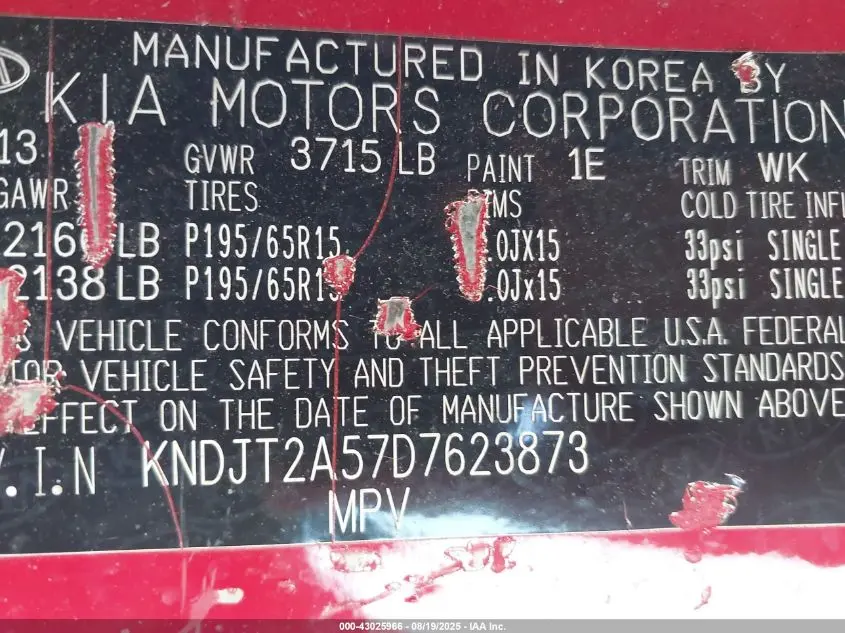 MANUFACTURED IN KOREA BY
KIA MOTORS CORPORATION
13 GVWR 3715 LB PAINT 1E TRIM WK
GAWR TIRES COLD TIRE INFL
216 LB P195/65R15 .0JX15 33psi SINGLE
2138 LB P195/65R1 .0Jx15 33psi SINGLE
VEHICLE CONFORMS TO ALL APPLICABLE U.S.A. FEDERAL
VEHICLE SAFETY AND THEFT PREVENTION STANDARDS
EFFECT ON THE DATE OF MANUFACTURE SHOWN ABOVE
V.I.N KNDJT2A57D7623873
MPV
000-43025966 - 08/19/2025 - IAA Inc.